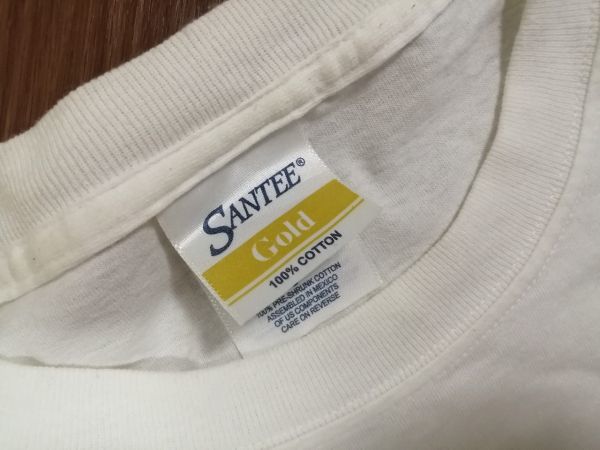 SANTEE®
Gold
100% COTTON
100% PRE-SHRUNK COTTON
ASSEMBLED IN MEXICO
OF US COMPONENTS
CARE ON REVERSE